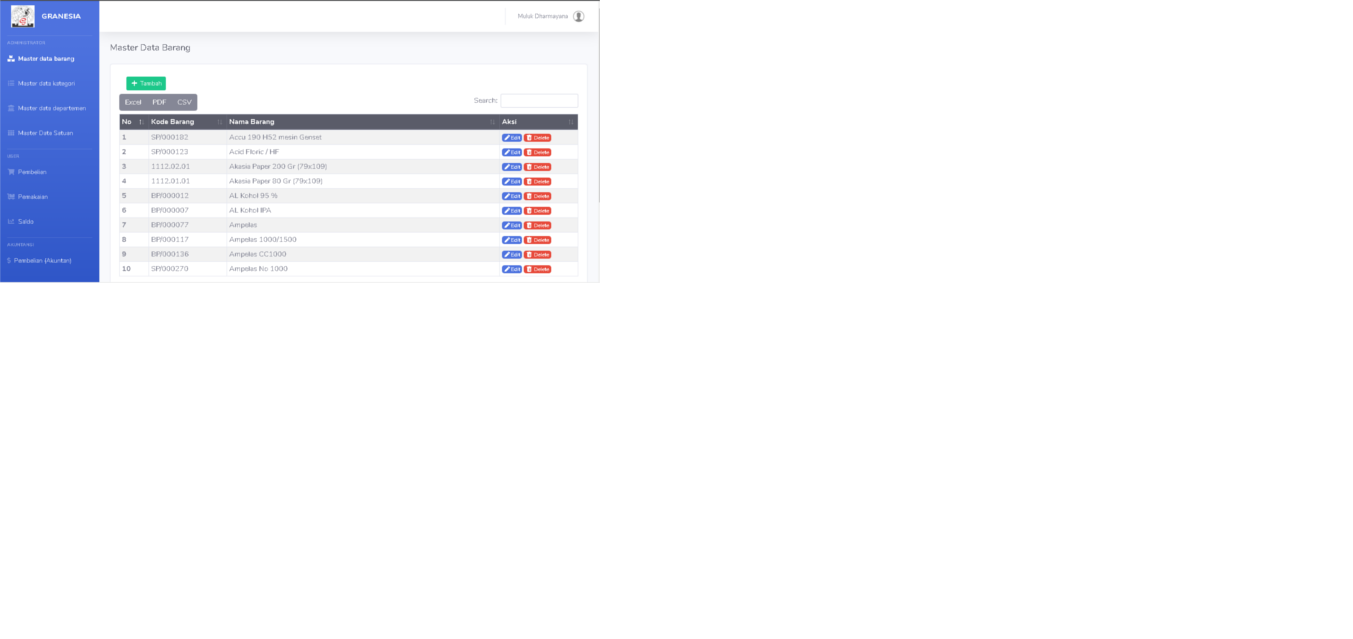 GRANESIA
Muluk Dharmayana
ADMINISTRATOR
Master data barang
Master data kategori
Master data departemen
Master Data Satuan
USER
Pembelian
Pemakaian
Saldo
AKUNTANSI
Pembelian (Akuntan)
Master Data Barang
Tambah
Excel PDF CSV
Search:
No Kode Barang Nama Barang Aksi
1 SP/000182 Accu 190 HS2 mesin Genset Edit Delete
2 SP/000123 Acid Floric / HF Edit Delete
3 1112.02.01 Akasia Paper 200 Gr (79x109) Edit Delete
4 1112.01.01 Akasia Paper 80 Gr (79x109) Edit Delete
5 BP/000012 AL Kohol 95 % Edit Delete
6 BP/000007 AL Kohol IPA Edit Delete
7 BP/000077 Ampelas Edit Delete
8 BP/000117 Ampelas 1000/1500 Edit Delete
9 BP/000136 Ampelas CC1000 Edit Delete
10 SP/000270 Ampelas No 1000 Edit Delete